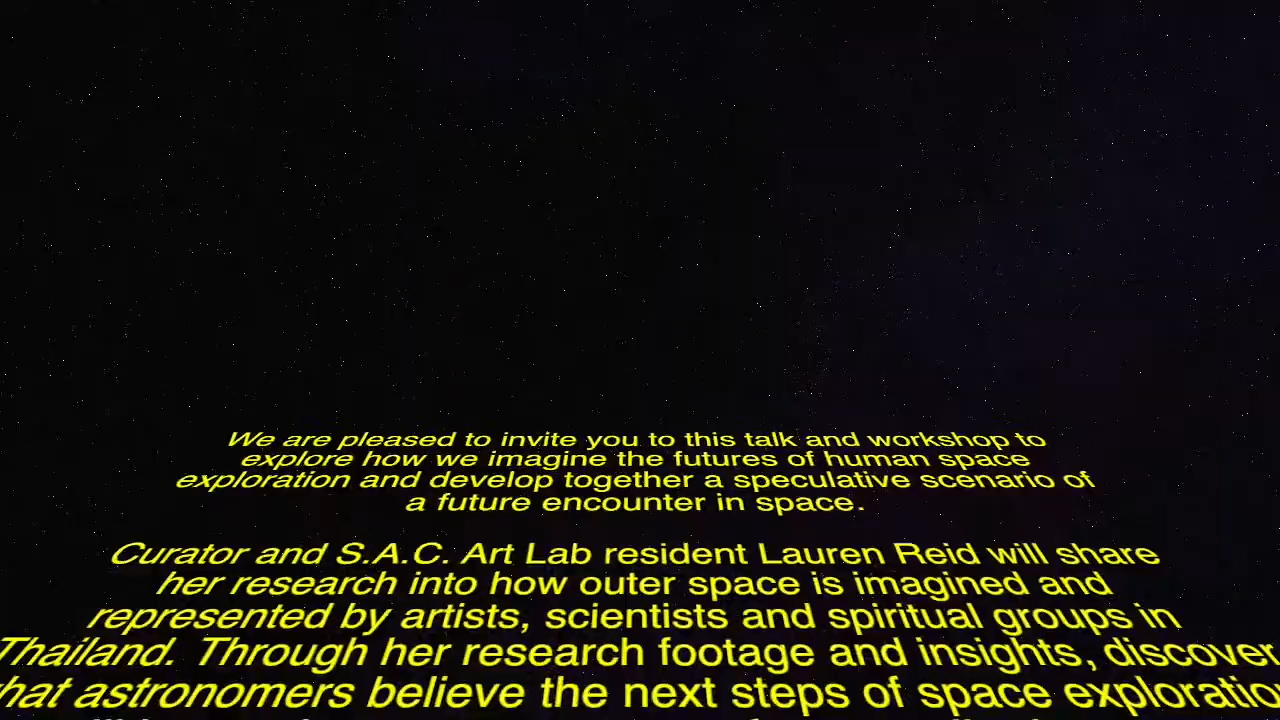 We are pleased to invite you to this talk and workshop to
explore how we imagine the futures of human space
exploration and develop together a speculative scenario of
a future encounter in space.
Curator and S.A.C. Art Lab resident Lauren Reid will share
her research into how outer space is imagined and
represented by artists, scientists and spiritual groups in
Thailand. Through her research footage and insights, discover
what astronomers believe the next steps of space exploration